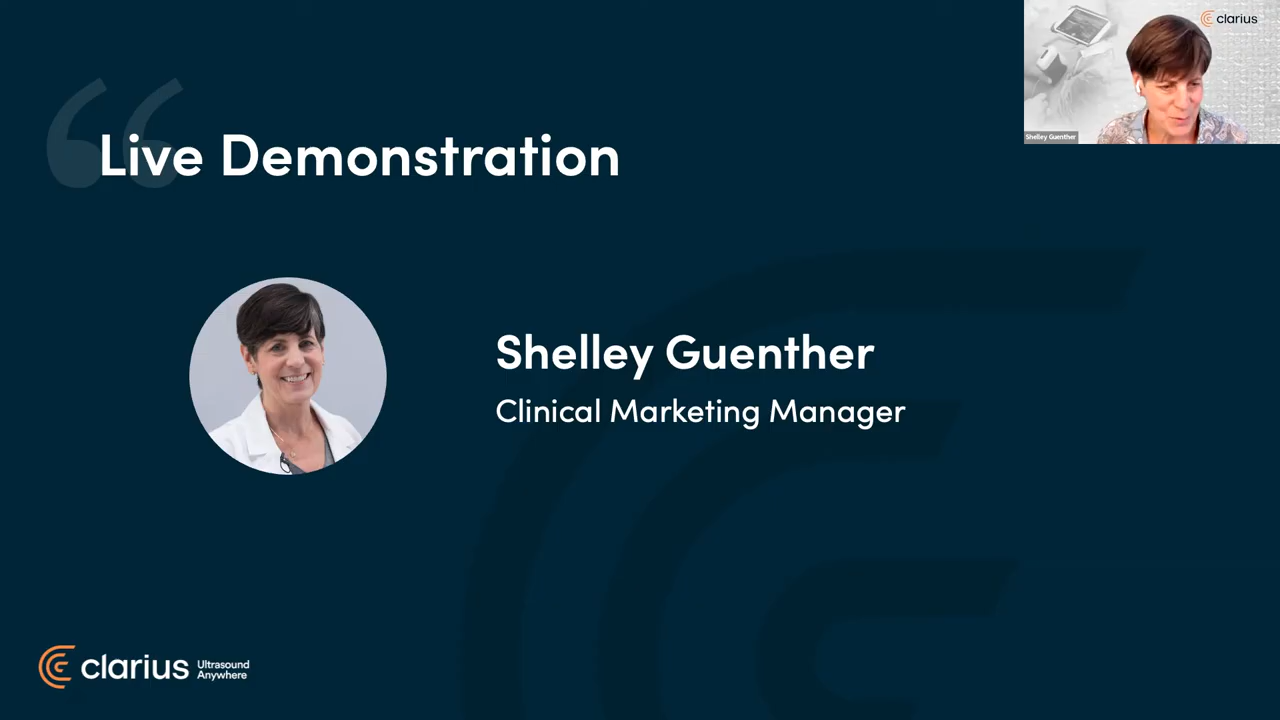 Live Demonstration
Shelley Guenther
Clinical Marketing Manager
clarius
Ultrasound
Anywhere
clarius
Shelley Guenther